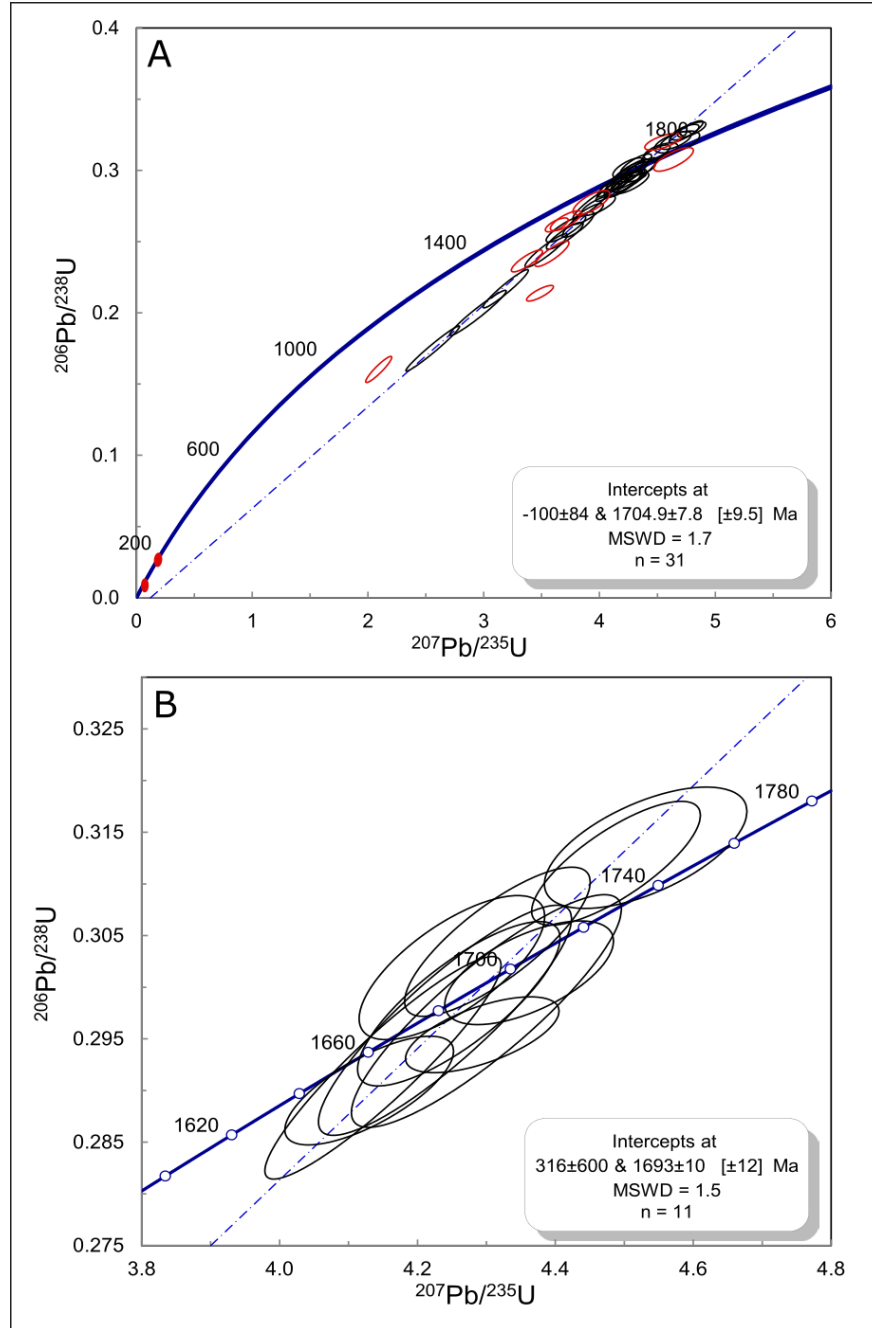 A
0.4
0.3
0.2
0.1
0.0
206Pb/238U
1800
1400
1000
600
200
Intercepts at
-100±84 & 1704.9±7.8 [±9.5] Ma
MSWD = 1.7
n = 31
0 1 2 3 4 5 6
207Pb/235U
B
0.325
0.315
0.305
0.295
0.285
0.275
206Pb/238U
1780
1740
1700
1660
1620
Intercepts at
316±600 & 1693±10 [±12] Ma
MSWD = 1.5
n = 11
3.8 4.0 4.2 4.4 4.6 4.8
207Pb/235U